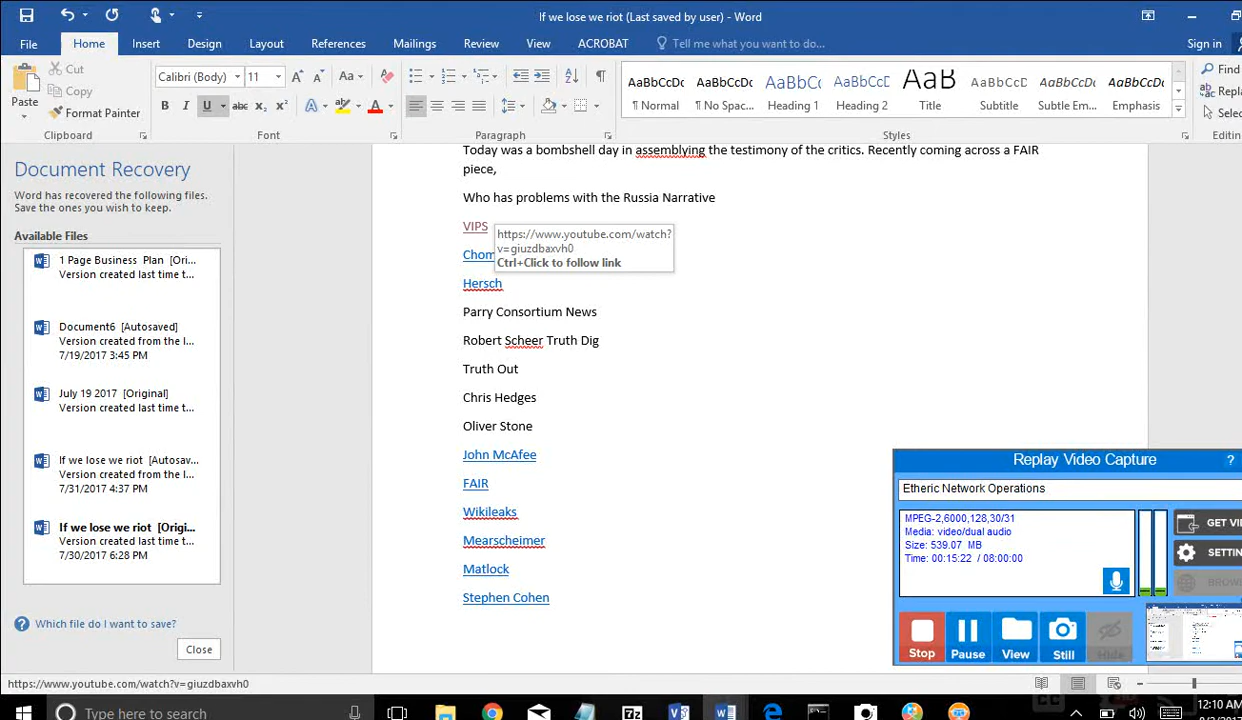 If we lose we riot (Last saved by user) - Word
File Home Insert Design Layout References Mailings Review View ACROBAT Tell me what you want to do... Sign in
Paste
Cut
Copy
Format Painter
Calibri (Body) 11
AaBbCcDc AaBbCcDc AaBbCc AaBbCcC AaB AaBbCcD AaBbCcDc AaBbCcDc
¶ Normal ¶ No Spac... Heading 1 Heading 2 Title Subtitle Subtle Em... Emphasis
Find
Repla
Selec
Clipboard Font Paragraph Styles Editin
Document Recovery
Word has recovered the following files.
Save the ones you wish to keep.
Available Files
1 Page Business Plan [Ori...
Version created last time t...
Document6 [Autosaved]
Version created from the l...
7/19/2017 3:45 PM
July 19 2017 [Original]
Version created last time t...
If we lose we riot [Autosav...
Version created from the l...
7/31/2017 4:37 PM
If we lose we riot [Origi...
Version created last time t...
7/30/2017 6:28 PM
Which file do I want to save?
Close
Today was a bombshell day in assemblying the testimony of the critics. Recently coming across a FAIR
piece,
Who has problems with the Russia Narrative
VIPS
https://www.youtube.com/watch?
v=giuzdbaxvh0
Ctrl+Click to follow link
Chom
Hersch
Parry Consortium News
Robert Scheer Truth Dig
Truth Out
Chris Hedges
Oliver Stone
John McAfee
FAIR
Wikileaks
Mearscheimer
Matlock
Stephen Cohen
Replay Video Capture ?
Etheric Network Operations
MPEG-2,6000,128,30/31
Media: video/dual audio
Size: 539.07 MB
Time: 00:15:22 / 08:00:00
GET VI
SETTIN
BROW
Stop Pause View Still Hide
https://www.youtube.com/watch?v=giuzdbaxvh0
Type here to search
12:10 AM